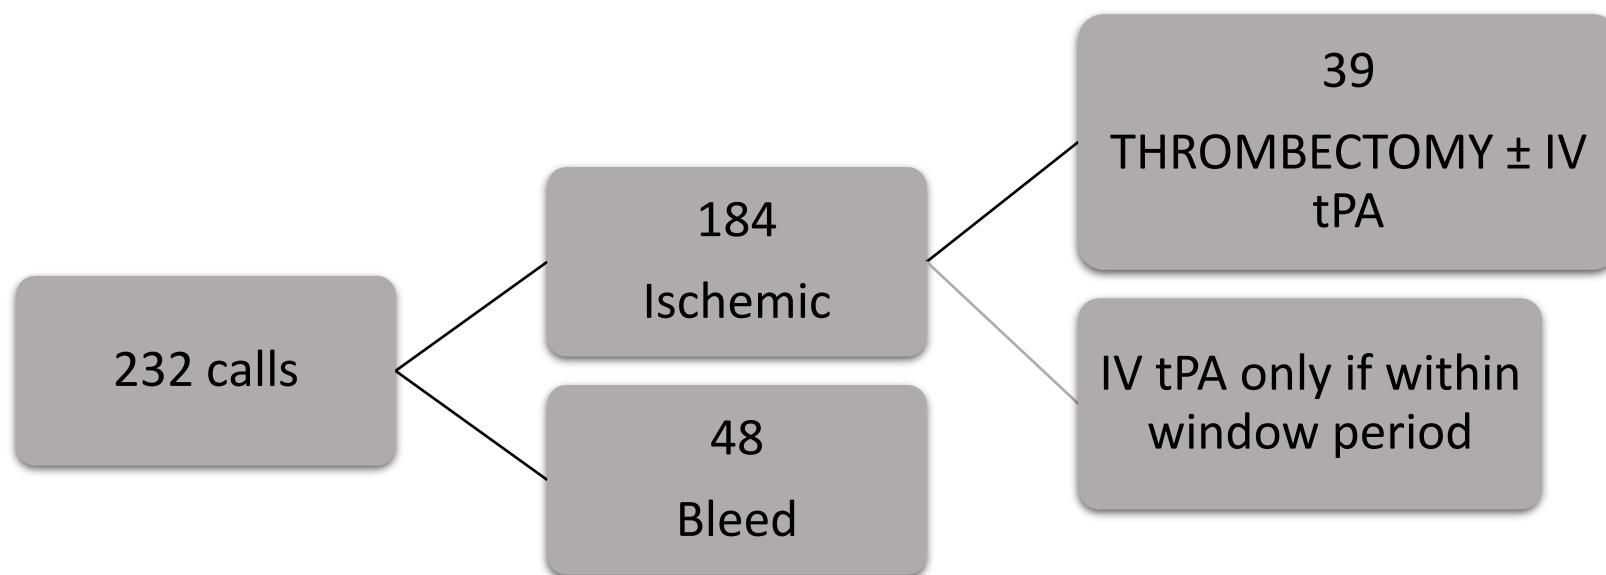 232 calls
184
Ischemic
48
Bleed
39
THROMBECTOMY ± IV
tPA
IV tPA only if within
window period